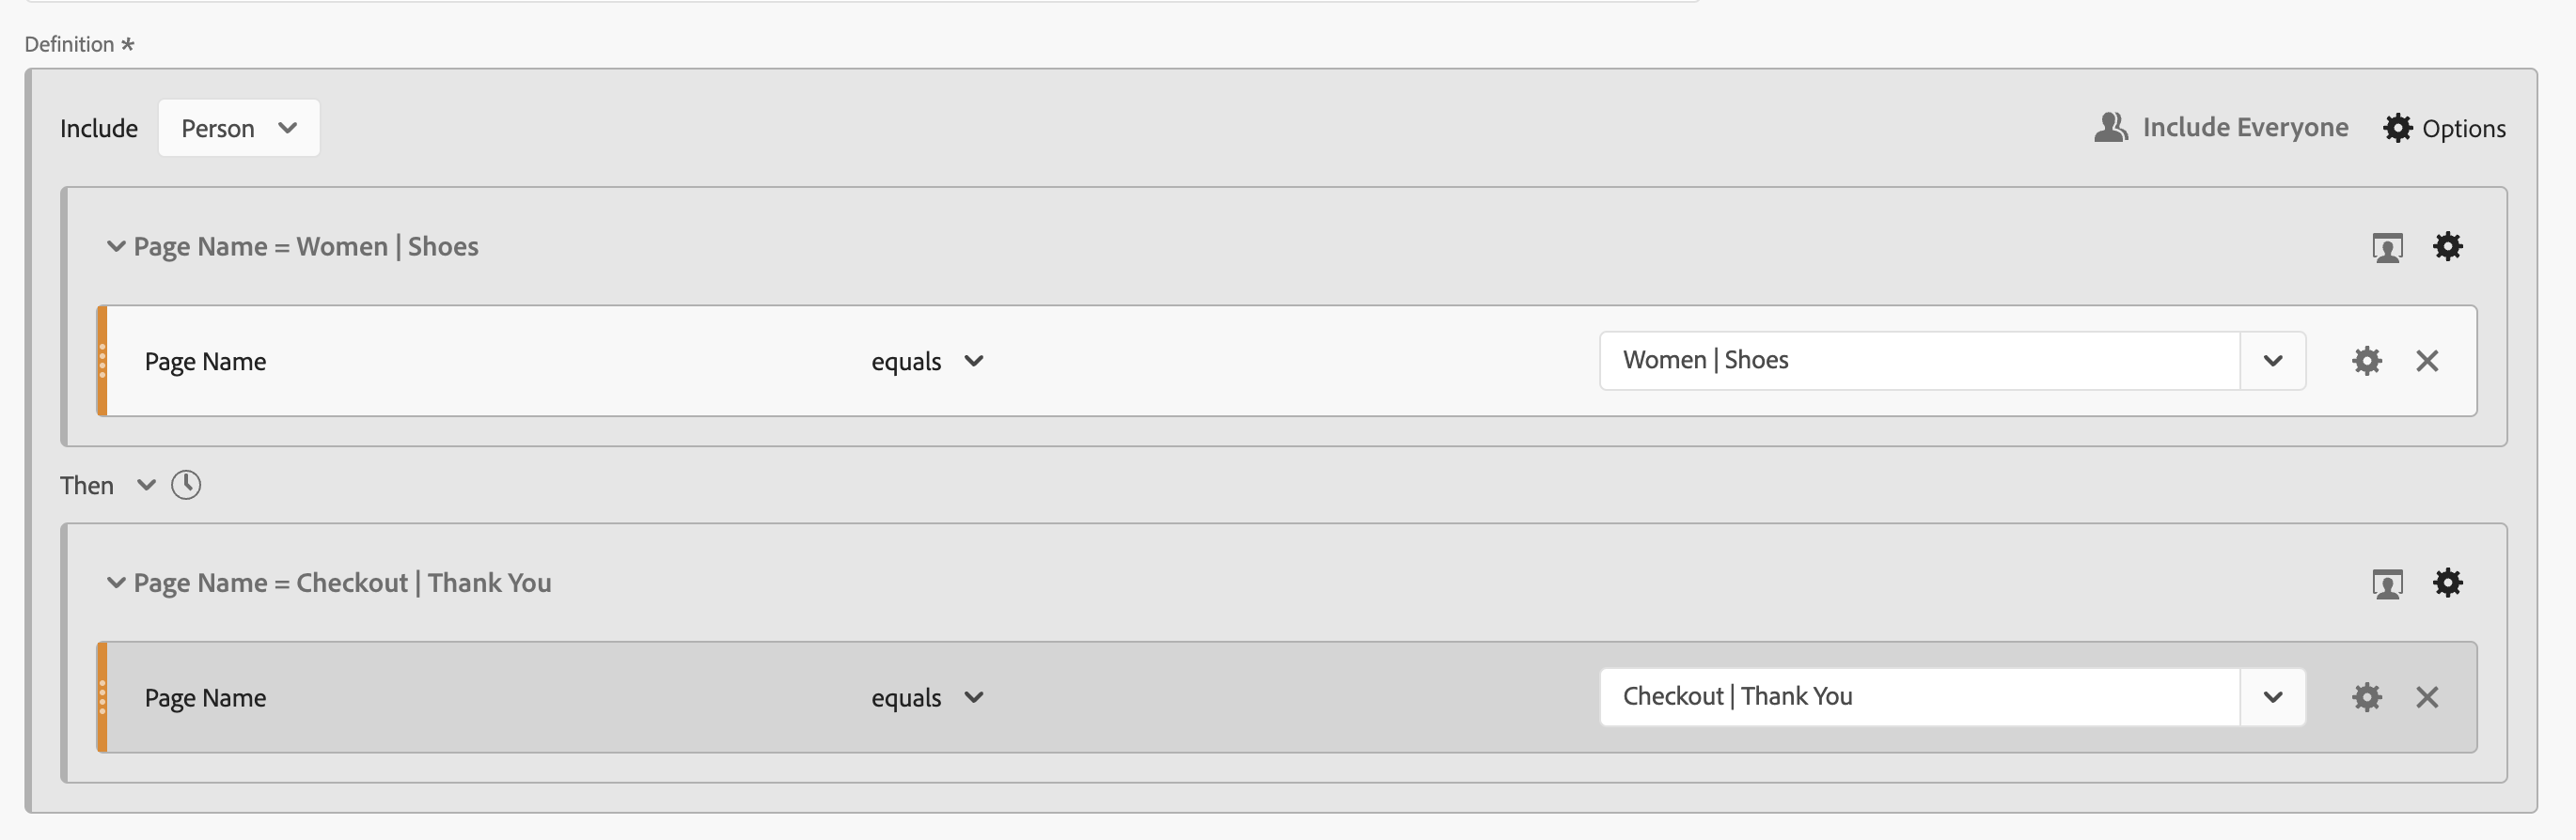 Definition *
Include Person Include Everyone Options
Page Name = Women | Shoes
Page Name equals Women | Shoes
Then
Page Name = Checkout | Thank You
Page Name equals Checkout | Thank You